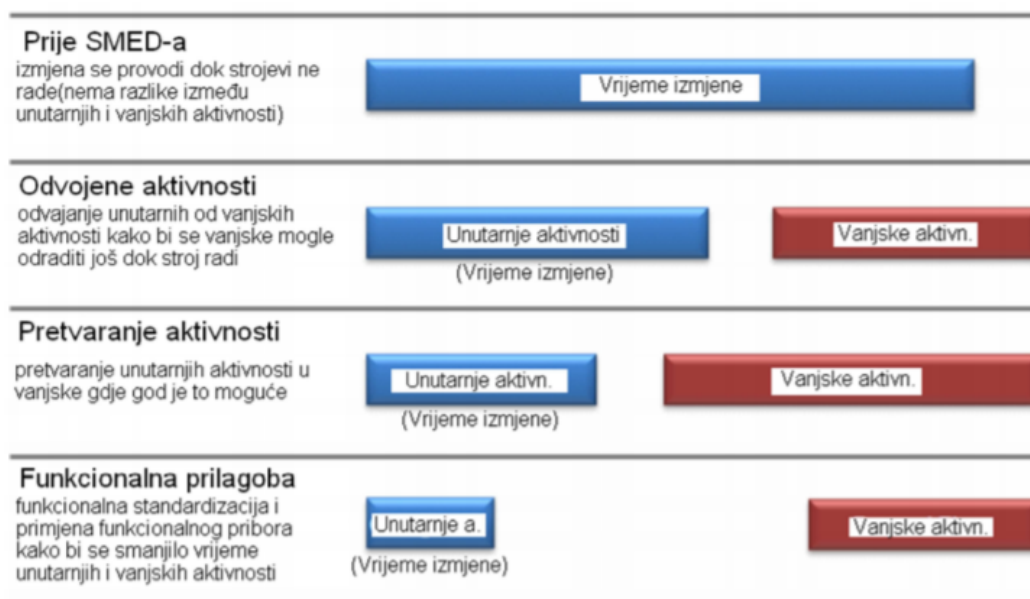 Prije SMED-a
izmjena se provodi dok strojevi ne
rade(nema razlike između
unutarnjih i vanjskih aktivnosti)
Vrijeme izmjene
Odvojene aktivnosti
odvajanje unutarnih od vanjskih
aktivnosti kako bi se vanjske mogle
odraditi još dok stroj radi
Unutarnje aktivnosti
(Vrijeme izmjene)
Vanjske aktivn.
Pretvaranje aktivnosti
pretvaranje unutarnjih aktivnosti u
vanjske gdje god je to moguće
Unutarnje aktivn.
(Vrijeme izmjene)
Vanjske aktivn.
Funkcionalna prilagoba
funkcionalna standardizacija i
primjena funkcionalnog pribora
kako bi se smanjilo vrijeme
unutarnjih i vanjskih aktivnosti
Unutarnje a.
(Vrijeme izmjene)
Vanjske aktivn.